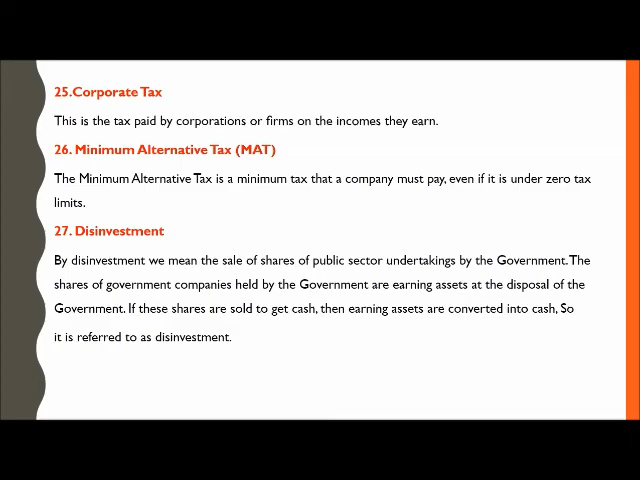 25.Corporate Tax
This is the tax paid by corporations or firms on the incomes they earn.
26. Minimum Alternative Tax (MAT)
The Minimum Alternative Tax is a minimum tax that a company must pay, even if it is under zero tax
limits.
27. Disinvestment
By disinvestment we mean the sale of shares of public sector undertakings by the Government. The
shares of government companies held by the Government are earning assets at the disposal of the
Government. If these shares are sold to get cash, then earning assets are converted into cash, So
it is referred to as disinvestment.